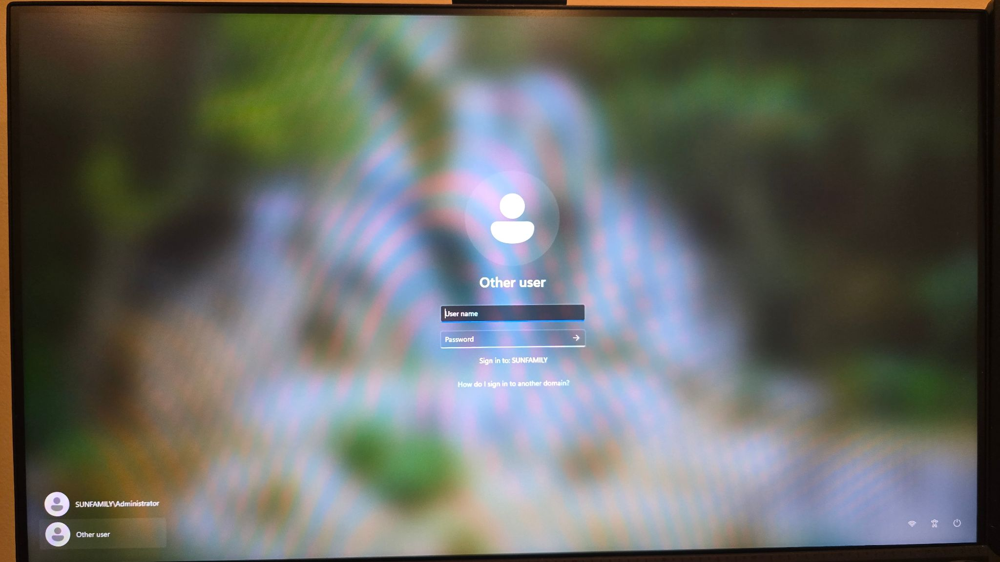 Other user
User name
Password
Sign in to: SUNFAMILY
How do I sign in to another domain?
SUNFAMILY\Administrator
Other user